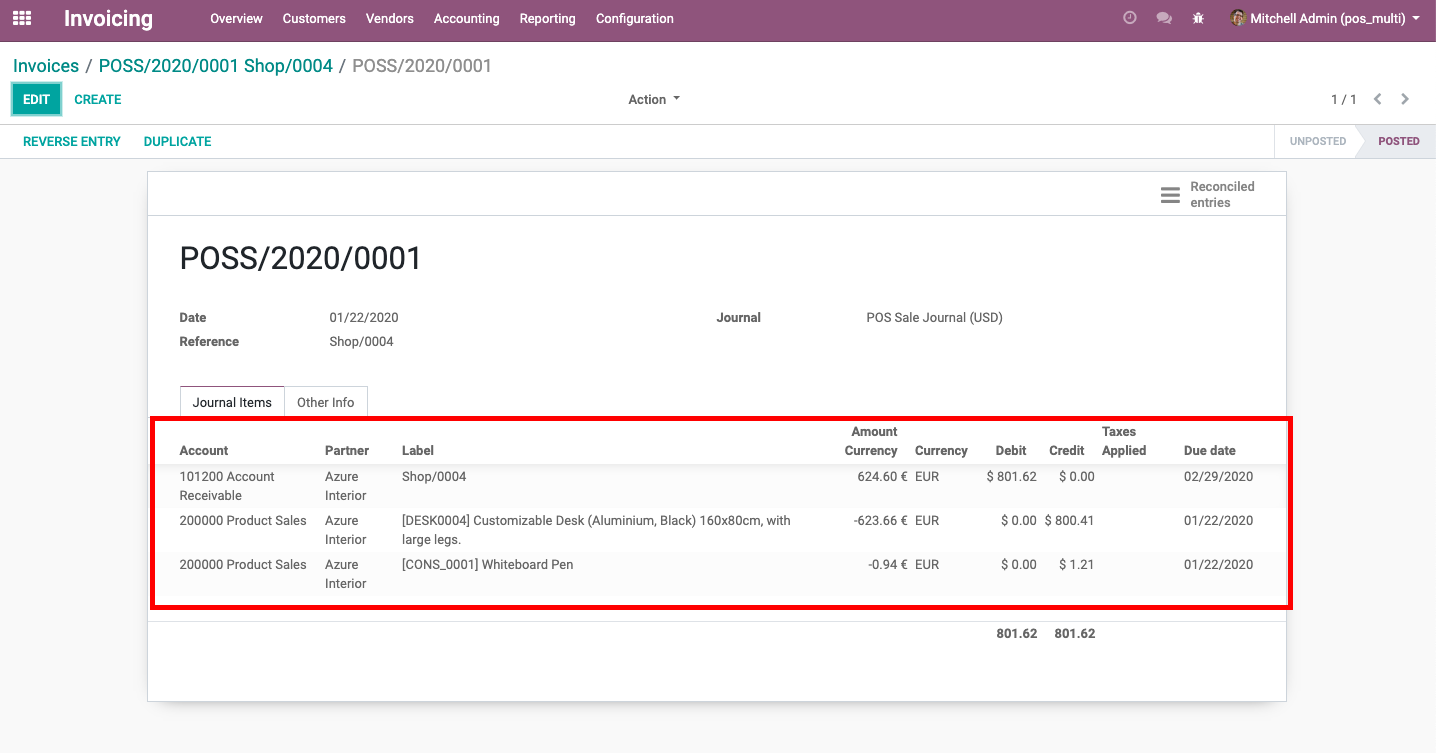 Invoicing Overview Customers Vendors Accounting Reporting Configuration Mitchell Admin (pos_multi)
Invoices / POSS/2020/0001 Shop/0004 / POSS/2020/0001
EDIT CREATE Action 1 / 1
REVERSE ENTRY DUPLICATE UNPOSTED POSTED
Reconciled
entries
POSS/2020/0001
Date 01/22/2020 Journal POS Sale Journal (USD)
Reference Shop/0004
Journal Items Other Info
Amount Taxes
Account Partner Label Currency Currency Debit Credit Applied Due date
101200 Account Azure Shop/0004 624.60 € EUR $ 801.62 $ 0.00 02/29/2020
Receivable Interior
200000 Product Sales Azure [DESK0004] Customizable Desk (Aluminium, Black) 160x80cm, with -623.66 € EUR $ 0.00 $ 800.41 01/22/2020
Interior large legs.
200000 Product Sales Azure [CONS_0001] Whiteboard Pen -0.94 € EUR $ 0.00 $ 1.21 01/22/2020
Interior
801.62 801.62